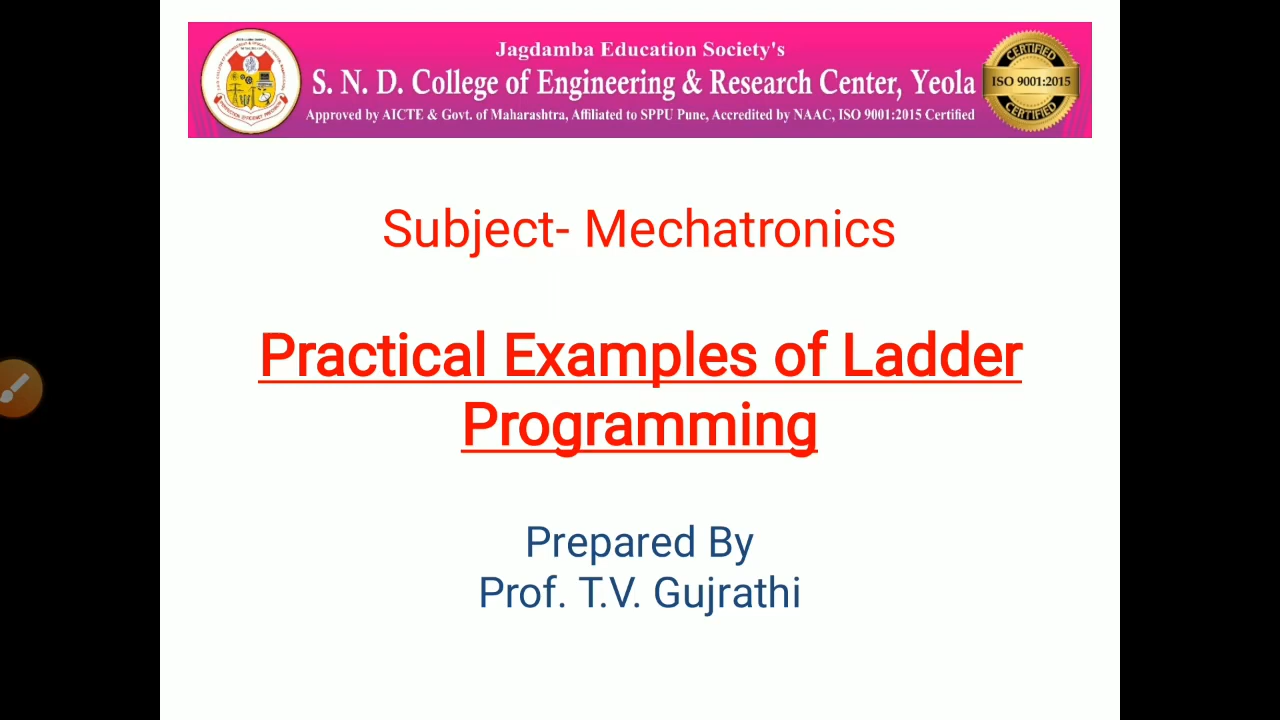 Jagdamba Education Society's
S. N. D. College of Engineering & Research Center, Yeola
Approved by AICTE & Govt. of Maharashtra, Affiliated to SPPU Pune, Accredited by NAAC, ISO 9001:2015 Certified
CERTIFIED
ISO 9001:2015
CERTIFIED
Subject- Mechatronics
Practical Examples of Ladder
Programming
Prepared By
Prof. T.V. Gujrathi